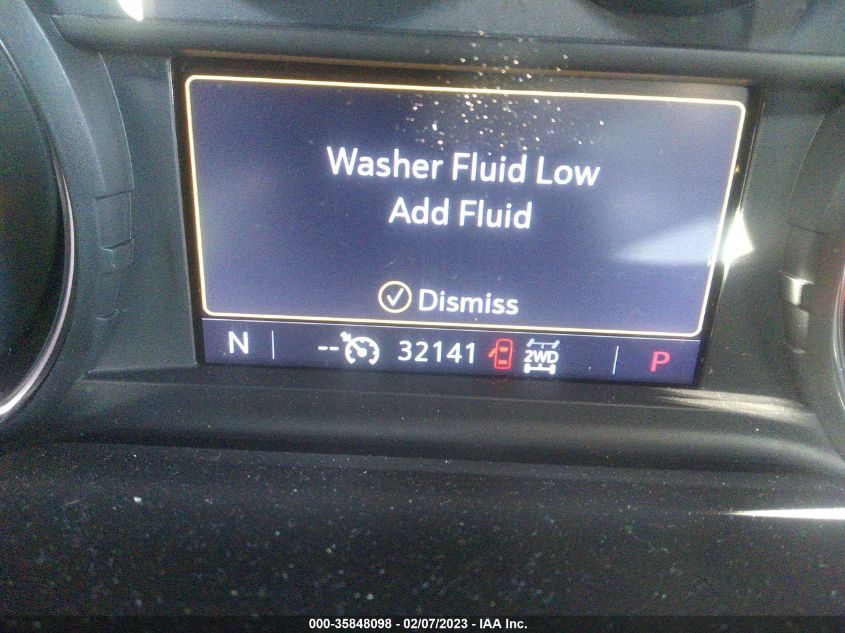 Washer Fluid Low
Add Fluid
Dismiss
N -- 32141 2WD P
000-35848098 - 02/07/2023 - IAA Inc.